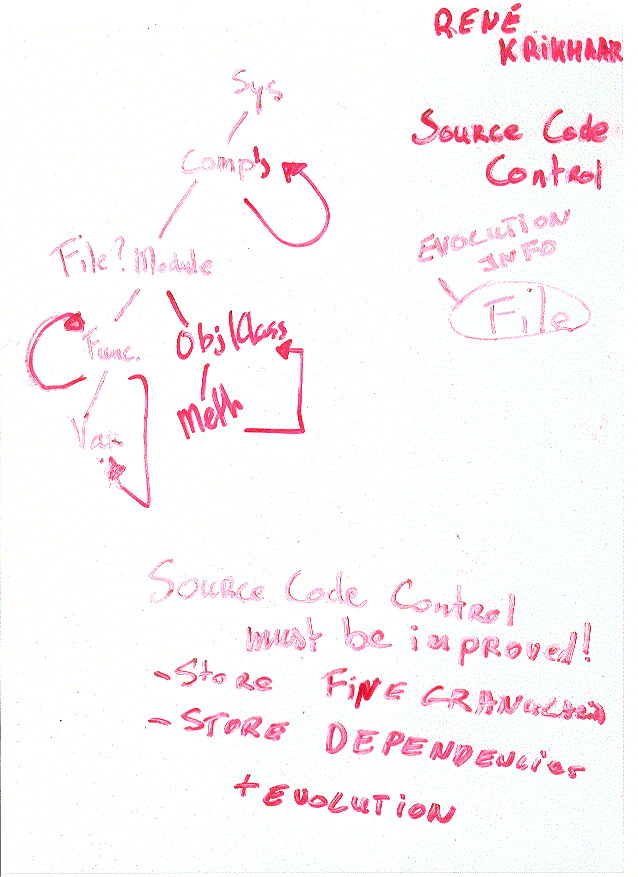 RENÉ
KRIKHAAR
Sys
Source Code
Control
Comp's
EVOLUTION
INFO
File? Module
File
Func.
Obj/Class
Meth
Var
Source Code Control
must be improved!
- Store FINE
- STORE DEPENDENCies
+ EVOLUTION